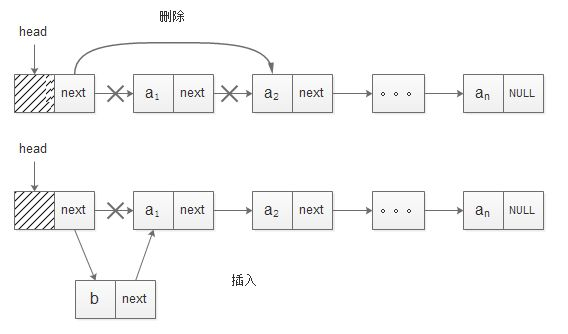 删除
head
next a1 next a2 next 。。。 an NULL
head
next a1 next a2 next 。。。 an NULL
插入
b next